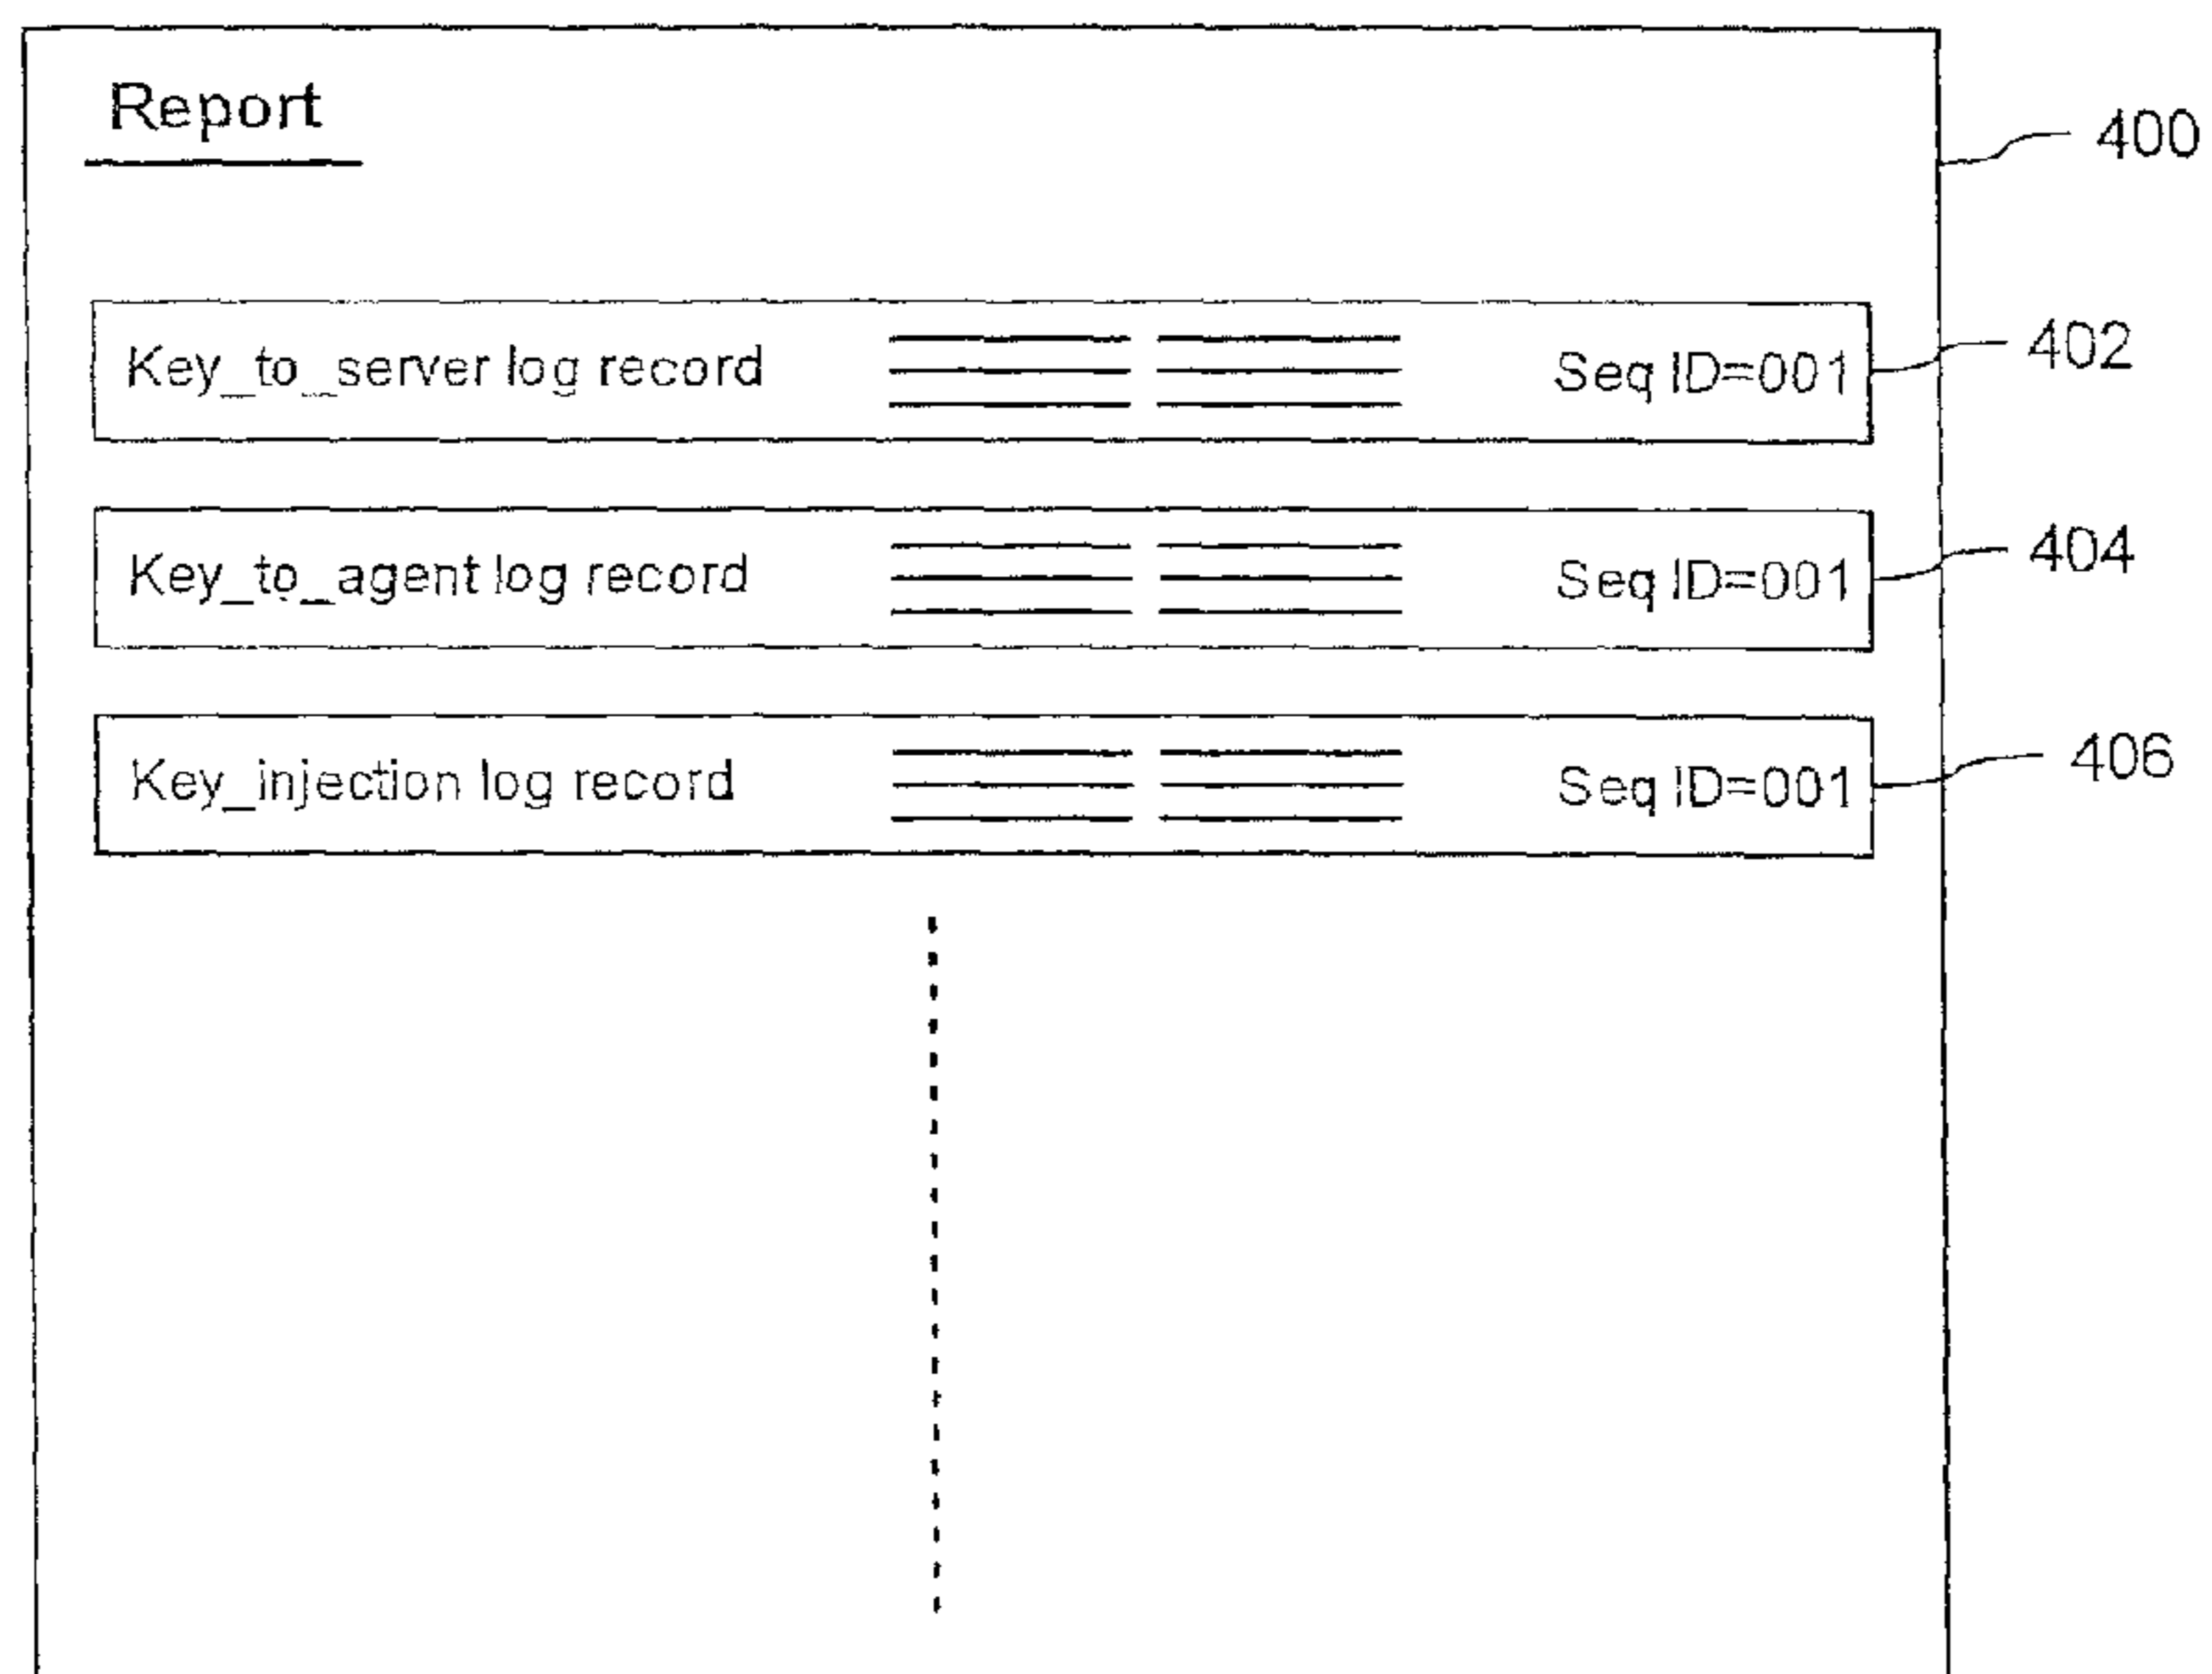 Report
400
Key_to_server log record Seq ID=001 402
Key_to_agent log record Seq ID=001 404
Key_injection log record Seq ID=001 406